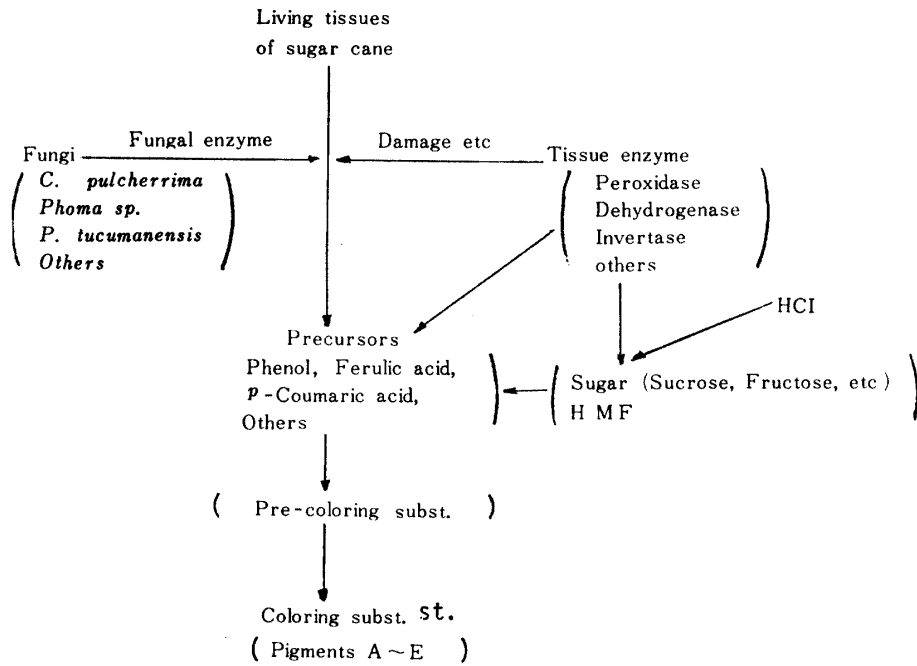 Living tissues
of sugar cane
Fungal enzyme
Damage etc
Fungi
Tissue enzyme
( C. pulcherrima
Phoma sp.
P. tucumanensis
Others )
( Peroxidase
Dehydrogenase
Invertase
others )
HCl
Precursors
Phenol, Ferulic acid,
p-Coumaric acid,
Others )
( Sugar (Sucrose, Fructose, etc)
HMF )
( Pre-coloring subst. )
Coloring subst. st.
( Pigments A ~ E )